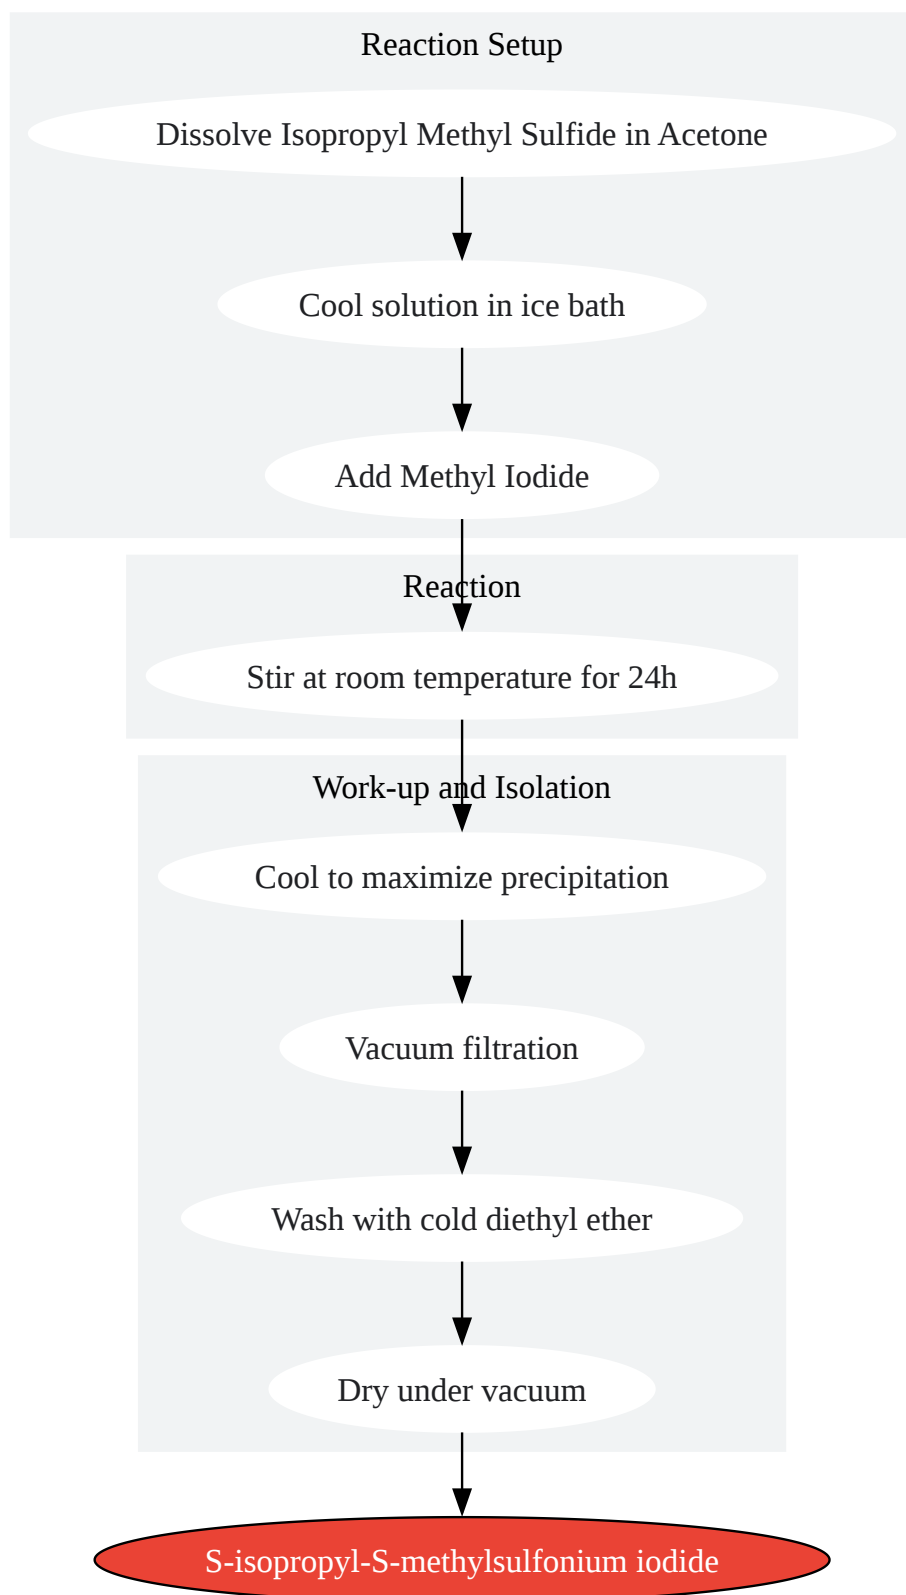 Reaction Setup
Dissolve Isopropyl Methyl Sulfide in Acetone
Cool solution in ice bath
Add Methyl Iodide
Reaction
Stir at room temperature for 24h
Work-up and Isolation
Cool to maximize precipitation
Vacuum filtration
Wash with cold diethyl ether
Dry under vacuum
S-isopropyl-S-methylsulfonium iodide